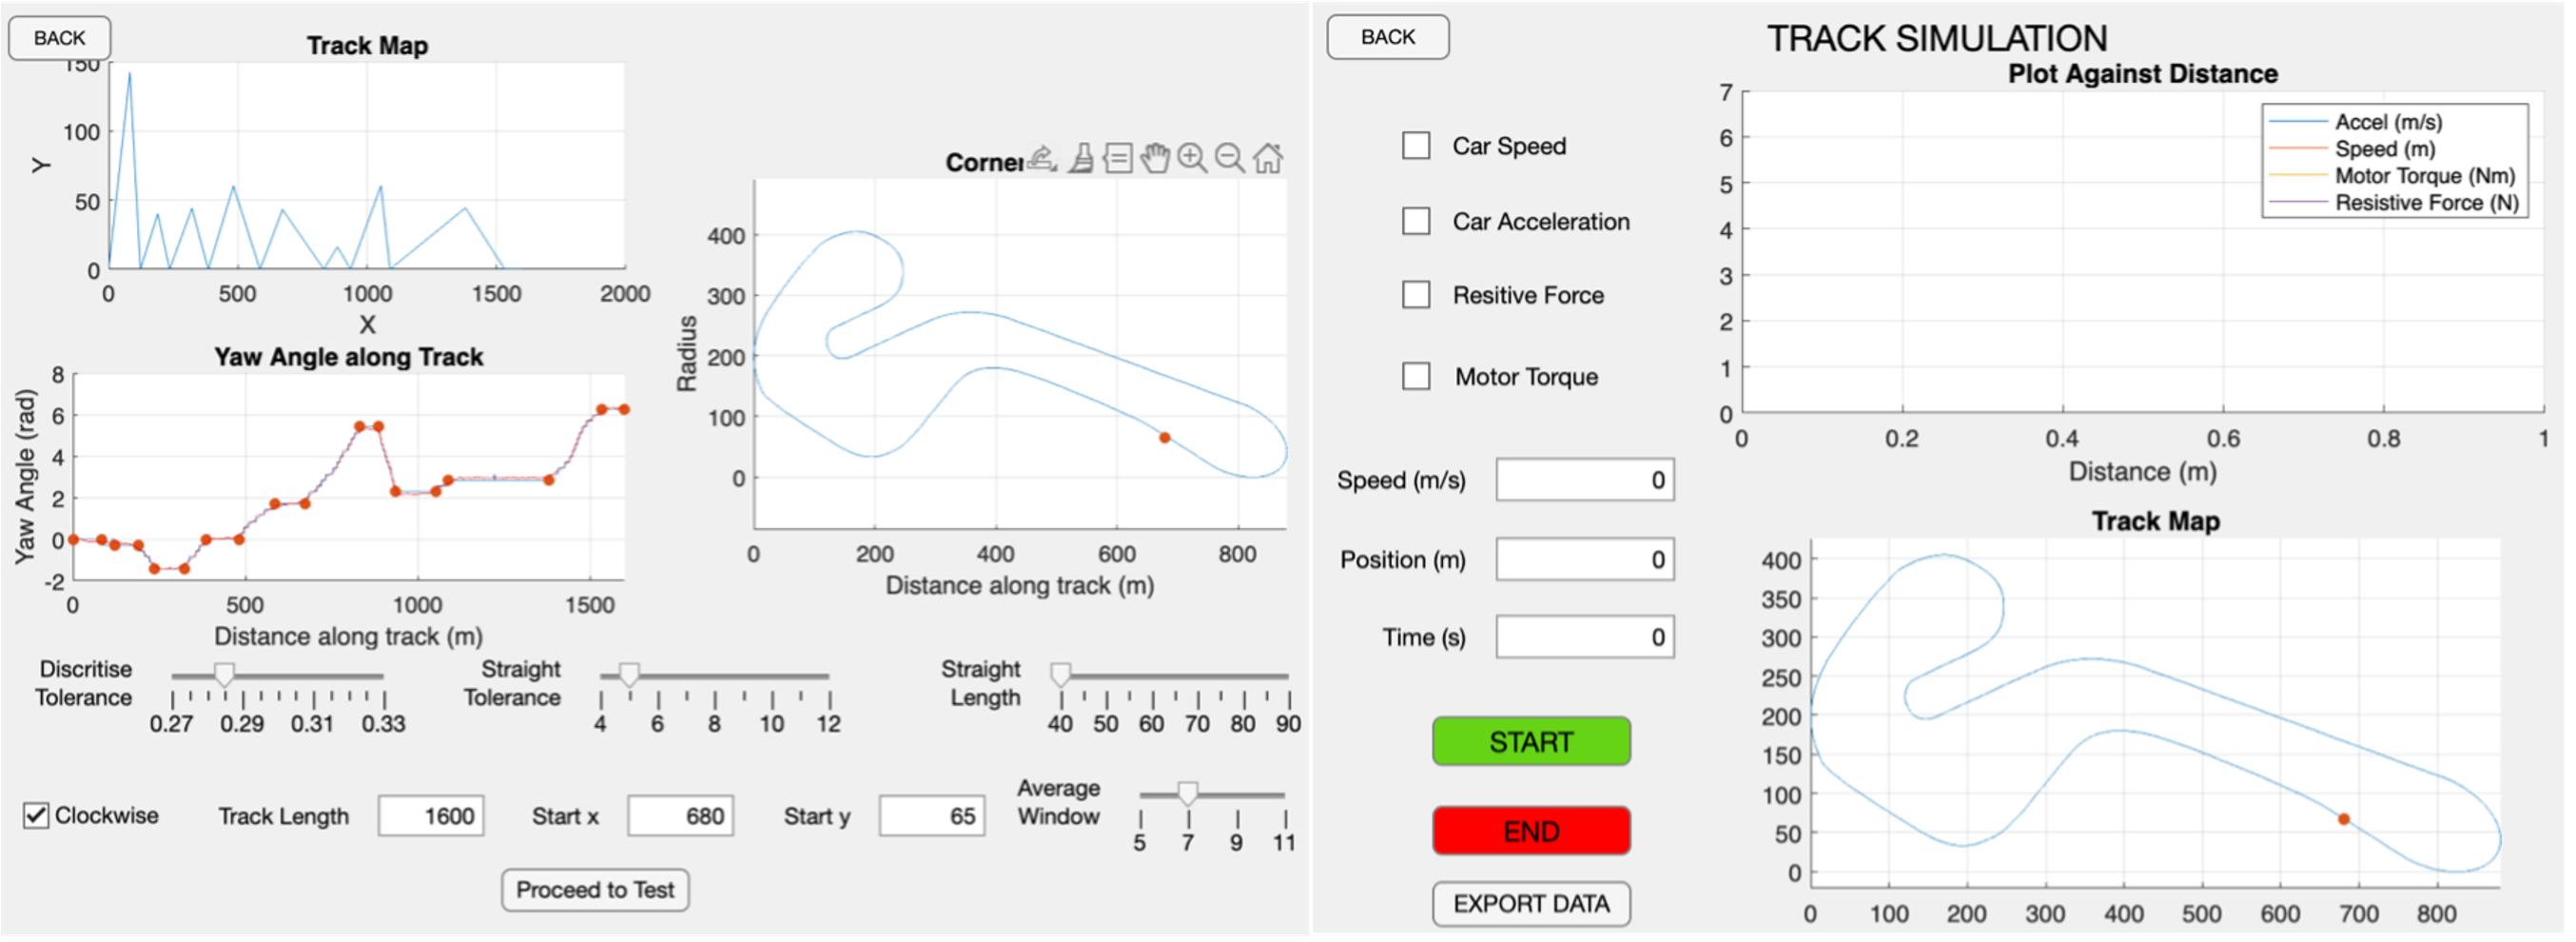 BACK
Track Map
150
100
50
0
Y
0 500 1000 1500 2000
X
Yaw Angle along Track
8
6
4
2
0
-2
Yaw Angle (rad)
0 500 1000 1500
Distance along track (m)
Corner
400
300
200
100
0
Radius
0 200 400 600 800
Distance along track (m)
Discritise
Tolerance
0.27 0.29 0.31 0.33
Straight
Tolerance
4 6 8 10 12
Straight
Length
40 50 60 70 80 90
Clockwise
Track Length 1600
Start x 680
Start y 65
Average
Window
5 7 9 11
Proceed to Test
BACK
TRACK SIMULATION
Plot Against Distance
7
6
5
4
3
2
1
0
Accel (m/s)
Speed (m)
Motor Torque (Nm)
Resistive Force (N)
0 0.2 0.4 0.6 0.8 1
Distance (m)
Car Speed
Car Acceleration
Resitive Force
Motor Torque
Speed (m/s) 0
Position (m) 0
Time (s) 0
START
END
EXPORT DATA
Track Map
400
350
300
250
200
150
100
50
0
0 100 200 300 400 500 600 700 800